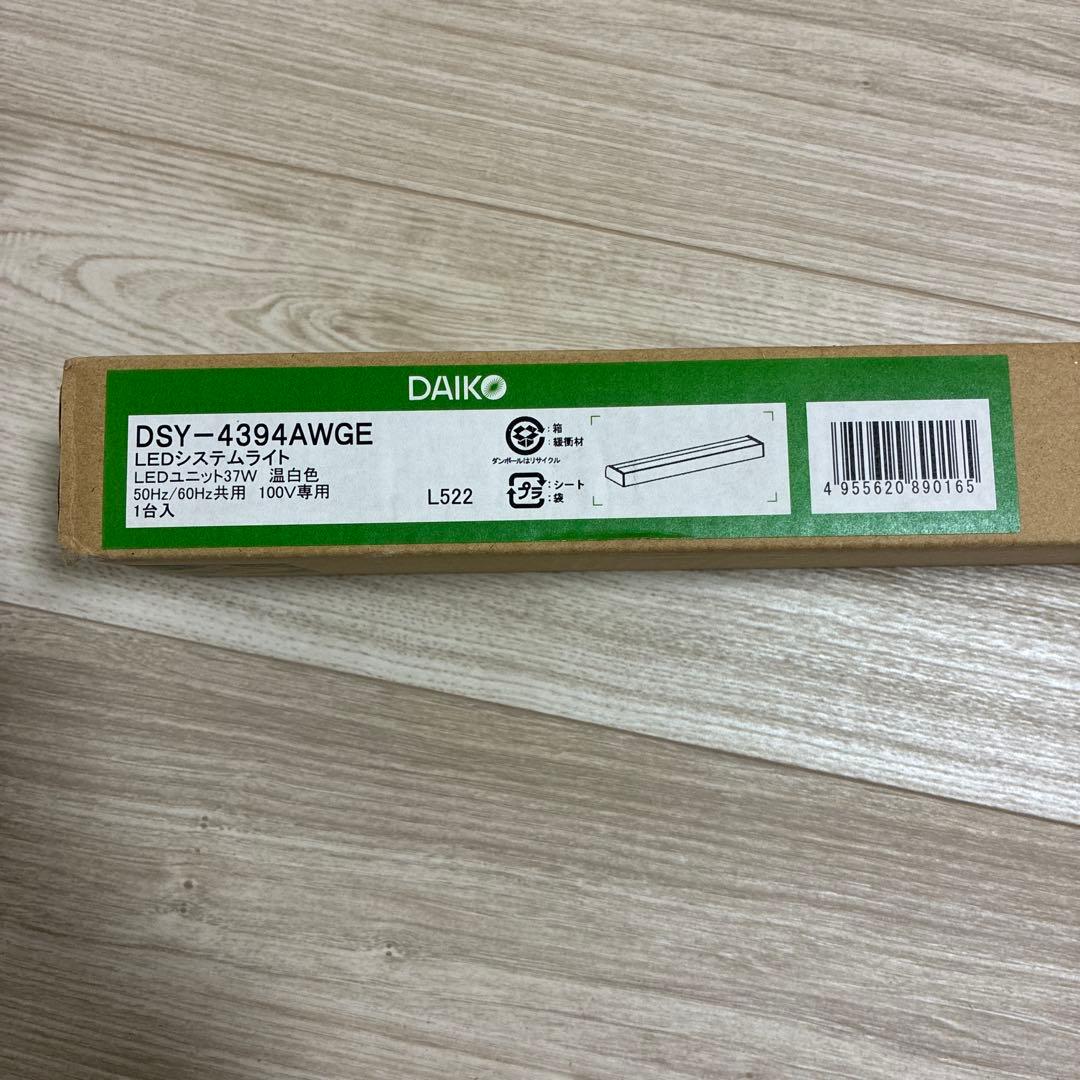 DAIKO
DSY-4394AWGE
LEDシステムライト
LEDユニット37W 温白色
50Hz/60Hz共用 100V専用
1台入
L522
:箱
:緩衝材
ダンボールはリサイクル
プラ
:シート
:袋
4 955620 890165